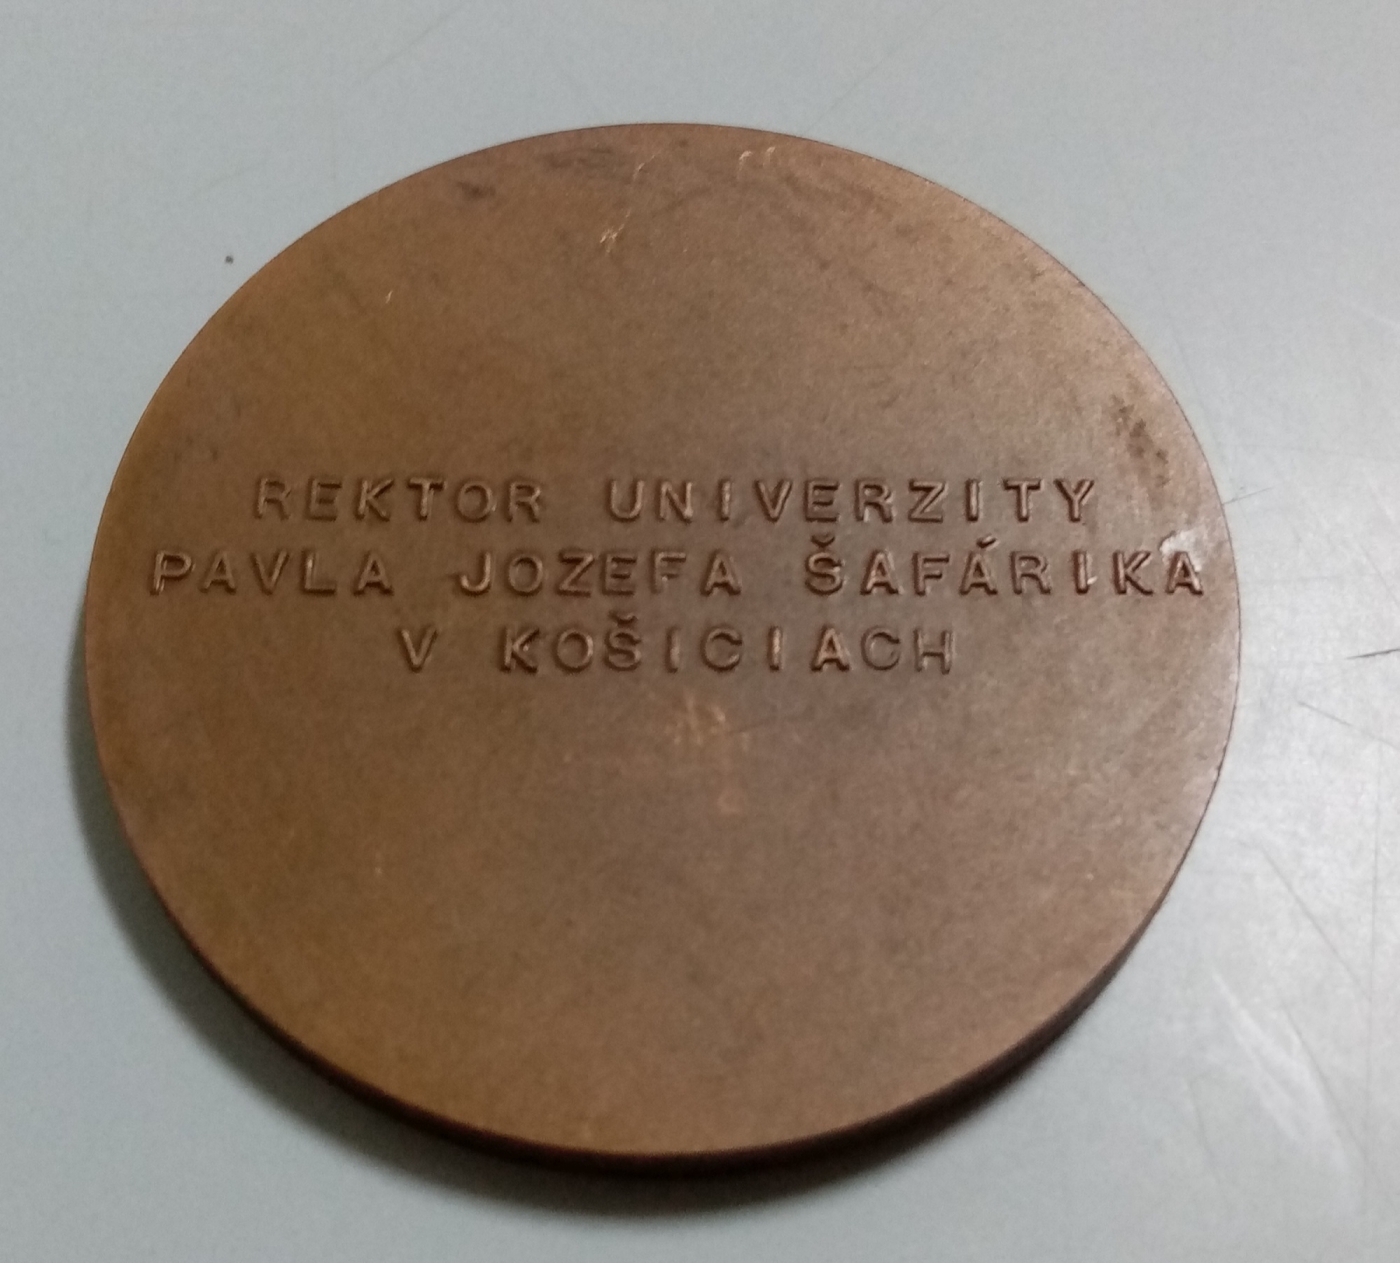 REKTOR UNIVERZITY
PAVLA JOZEFA ŠAFÁRIKA
V KOŠICIACH